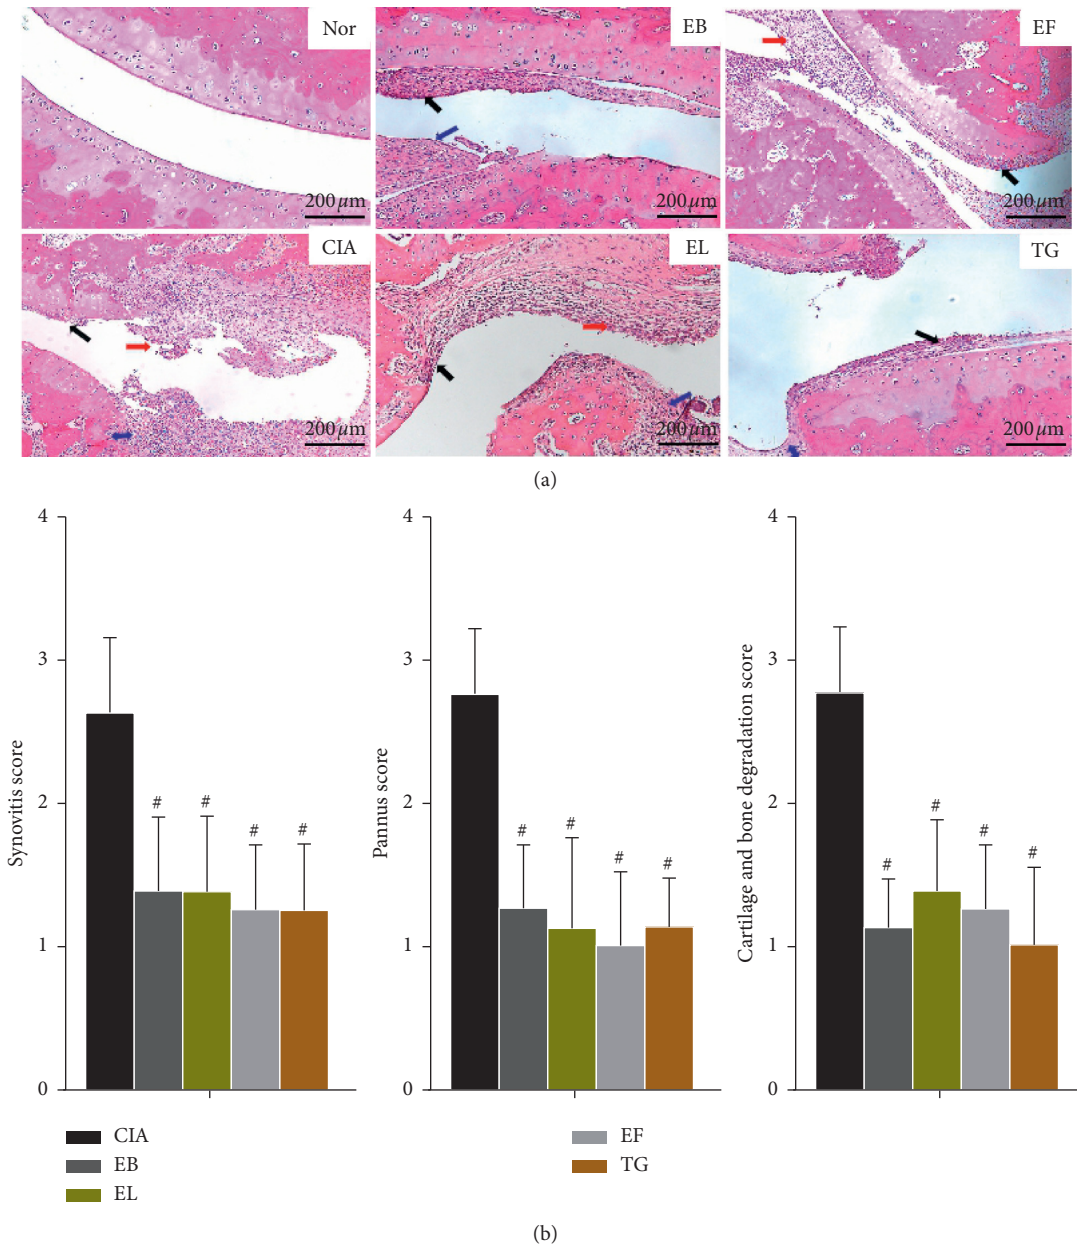 Nor
EB
EF
200 µm
200 µm
200 µm
CIA
EL
TG
200 µm
200 µm
200 µm
(a)
4
3
2
1
0
Synovitis score
#
#
#
#
4
3
2
1
0
Pannus score
#
#
#
#
4
3
2
1
0
Cartilage and bone degradation score
#
#
#
#
CIA
EB
EL
EF
TG
(b)